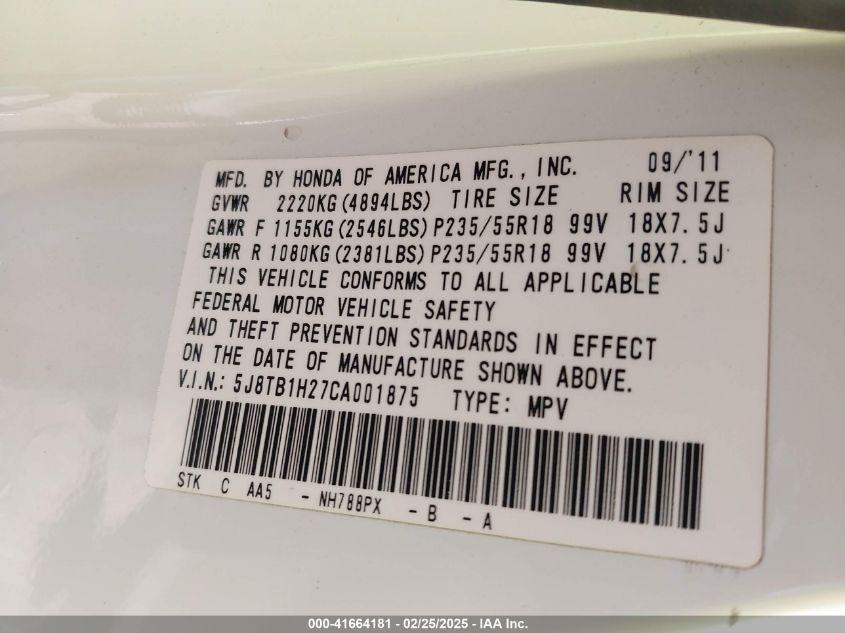 MFD. BY HONDA OF AMERICA MFG., INC. 09/'11
GVWR 2220KG(4894LBS) TIRE SIZE RIM SIZE
GAWR F 1155KG(2546LBS)P235/55R18 99V 18X7.5J
GAWR R 1080KG(2381LBS)P235/55R18 99V 18X7.5J
THIS VEHICLE CONFORMS TO ALL APPLICABLE
FEDERAL MOTOR VEHICLE SAFETY
AND THEFT PREVENTION STANDARDS IN EFFECT
ON THE DATE OF MANUFACTURE SHOWN ABOVE.
V.I.N.: 5J8TB1H27CA001875 TYPE: MPV
STK C AA5 - NH788PX - B - A
000-41664181 - 02/25/2025 - IAA Inc.